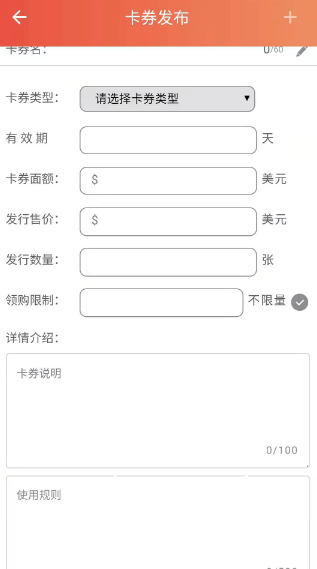 卡券发布
卡券名： 0/60
卡券类型： 请选择卡券类型
有 效 期 天
卡券面额： $ 美元
发行售价： $ 美元
发行数量： 张
领购限制： 不限量
详情介绍：
卡券说明
0/100
使用规则